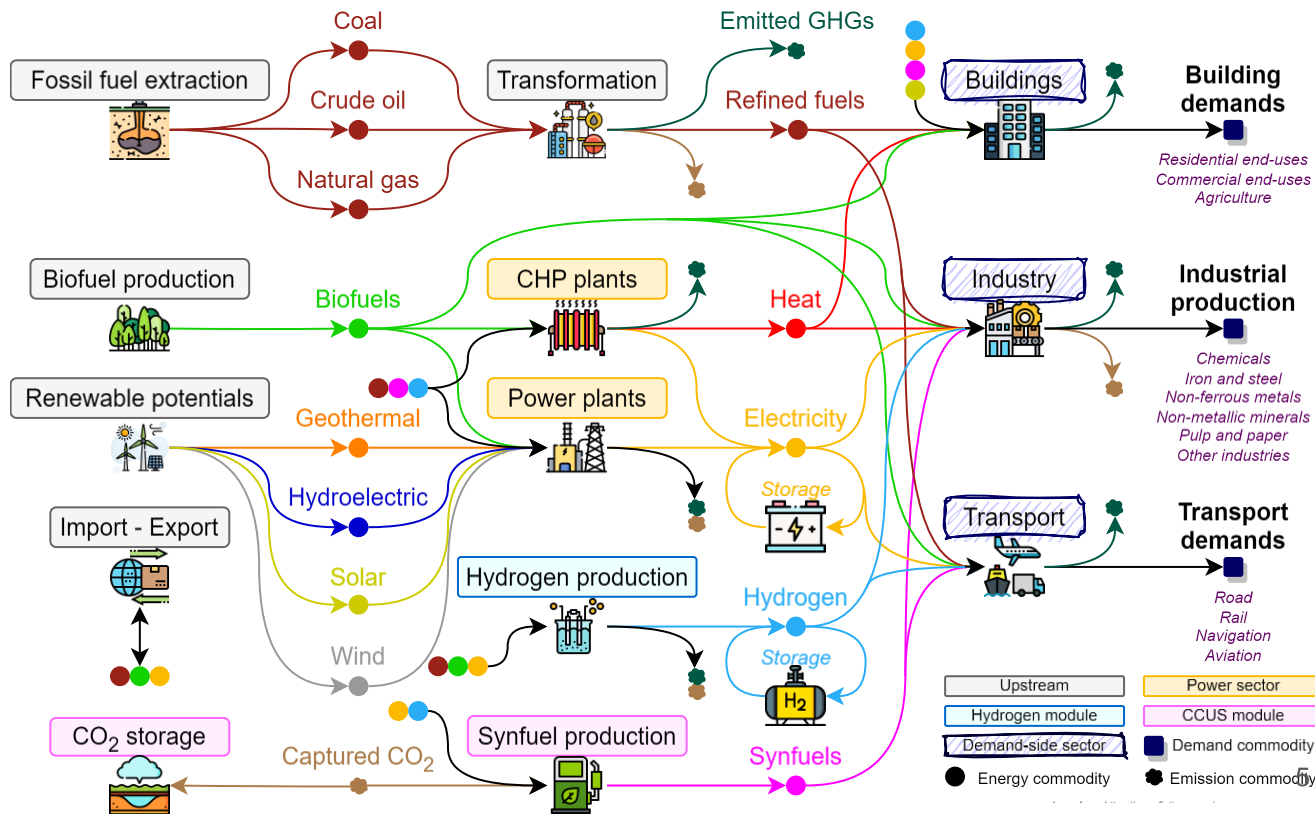 Coal
Emitted GHGs
Fossil fuel extraction
Transformation
Buildings
Building
demands
Crude oil
Refined fuels
Natural gas
Residential end-uses
Commercial end-uses
Agriculture
Biofuel production
Biofuels
CHP plants
Heat
Industry
Industrial
production
Chemicals
Iron and steel
Non-ferrous metals
Non-metallic minerals
Pulp and paper
Other industries
Renewable potentials
Geothermal
Power plants
Electricity
Hydroelectric
Storage
Import - Export
Transport
Transport
demands
Solar
Hydrogen production
Hydrogen
Road
Rail
Navigation
Aviation
Wind
Storage
H2
Upstream
Power sector
Hydrogen module
CCUS module
CO2 storage
Captured CO2
Synfuel production
Synfuels
Demand-side sector
Demand commodity
Energy commodity
Emission commodity
5